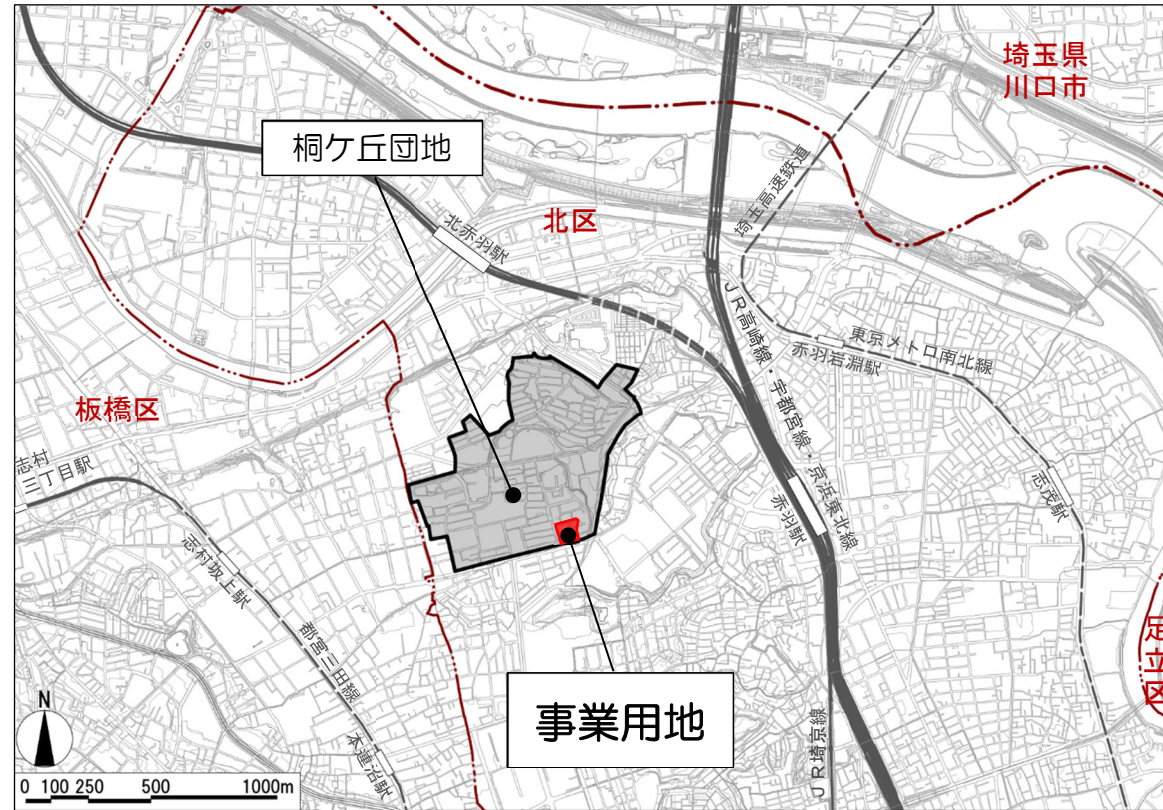 埼玉県
川口市
桐ケ丘団地
埼玉高速鉄道
北区
北赤羽駅
東京メトロ南北線
赤羽岩淵駅
JR高崎線・宇都宮線・京浜東北線
板橋区
志村
三丁目駅
志茂駅
赤羽駅
志村坂上駅
都営三田線
足立区
事業用地
本蓮沼駅
JR埼京線
N
0 100 250 500 1000m